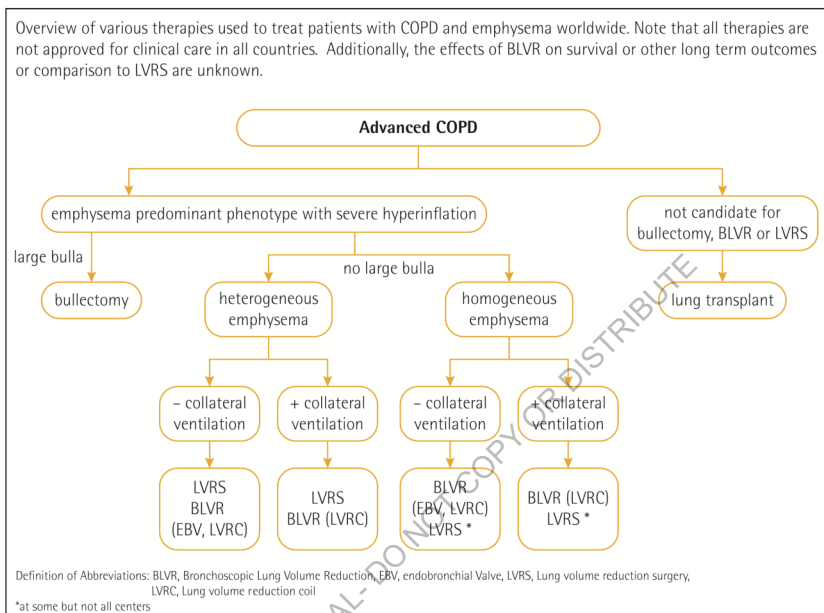 Overview of various therapies used to treat patients with COPD and emphysema worldwide. Note that all therapies are
not approved for clinical care in all countries. Additionally, the effects of BLVR on survival or other long term outcomes
or comparison to LVRS are unknown.
Advanced COPD
emphysema predominant phenotype with severe hyperinflation
not candidate for
bullectomy, BLVR or LVRS
large bulla
no large bulla
bullectomy
heterogeneous
emphysema
homogeneous
emphysema
lung transplant
– collateral
ventilation
+ collateral
ventilation
– collateral
ventilation
+ collateral
ventilation
LVRS
BLVR
(EBV, LVRC)
LVRS
BLVR (LVRC)
BLVR
(EBV, LVRC)
LVRS *
BLVR (LVRC)
LVRS *
Definition of Abbreviations: BLVR, Bronchoscopic Lung Volume Reduction, EBV, endobronchial Valve, LVRS, Lung volume reduction surgery,
LVRC, Lung volume reduction coil
*at some but not all centers
DO NOT COPY OR DISTRIBUTE